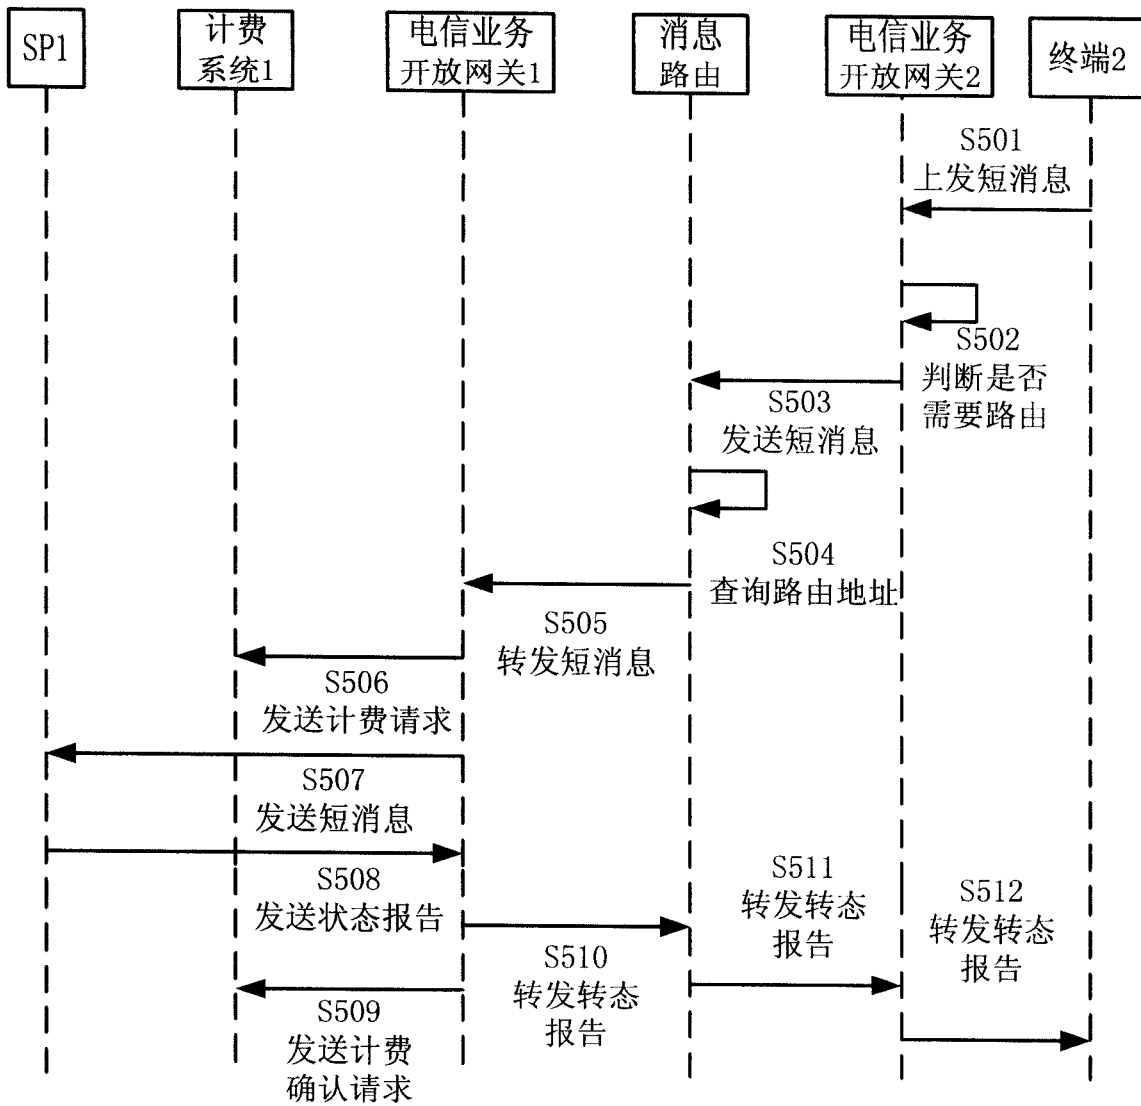 SP1
计费
系统1
电信业务
开放网关1
消息
路由
电信业务
开放网关2
终端2
S501
上发短消息
S502
判断是否
需要路由
S503
发送短消息
S504
查询路由地址
S505
转发短消息
S506
发送计费请求
S507
发送短消息
S508
发送状态报告
S509
发送计费
确认请求
S510
转发转态
报告
S511
转发转态
报告
S512
转发转态
报告